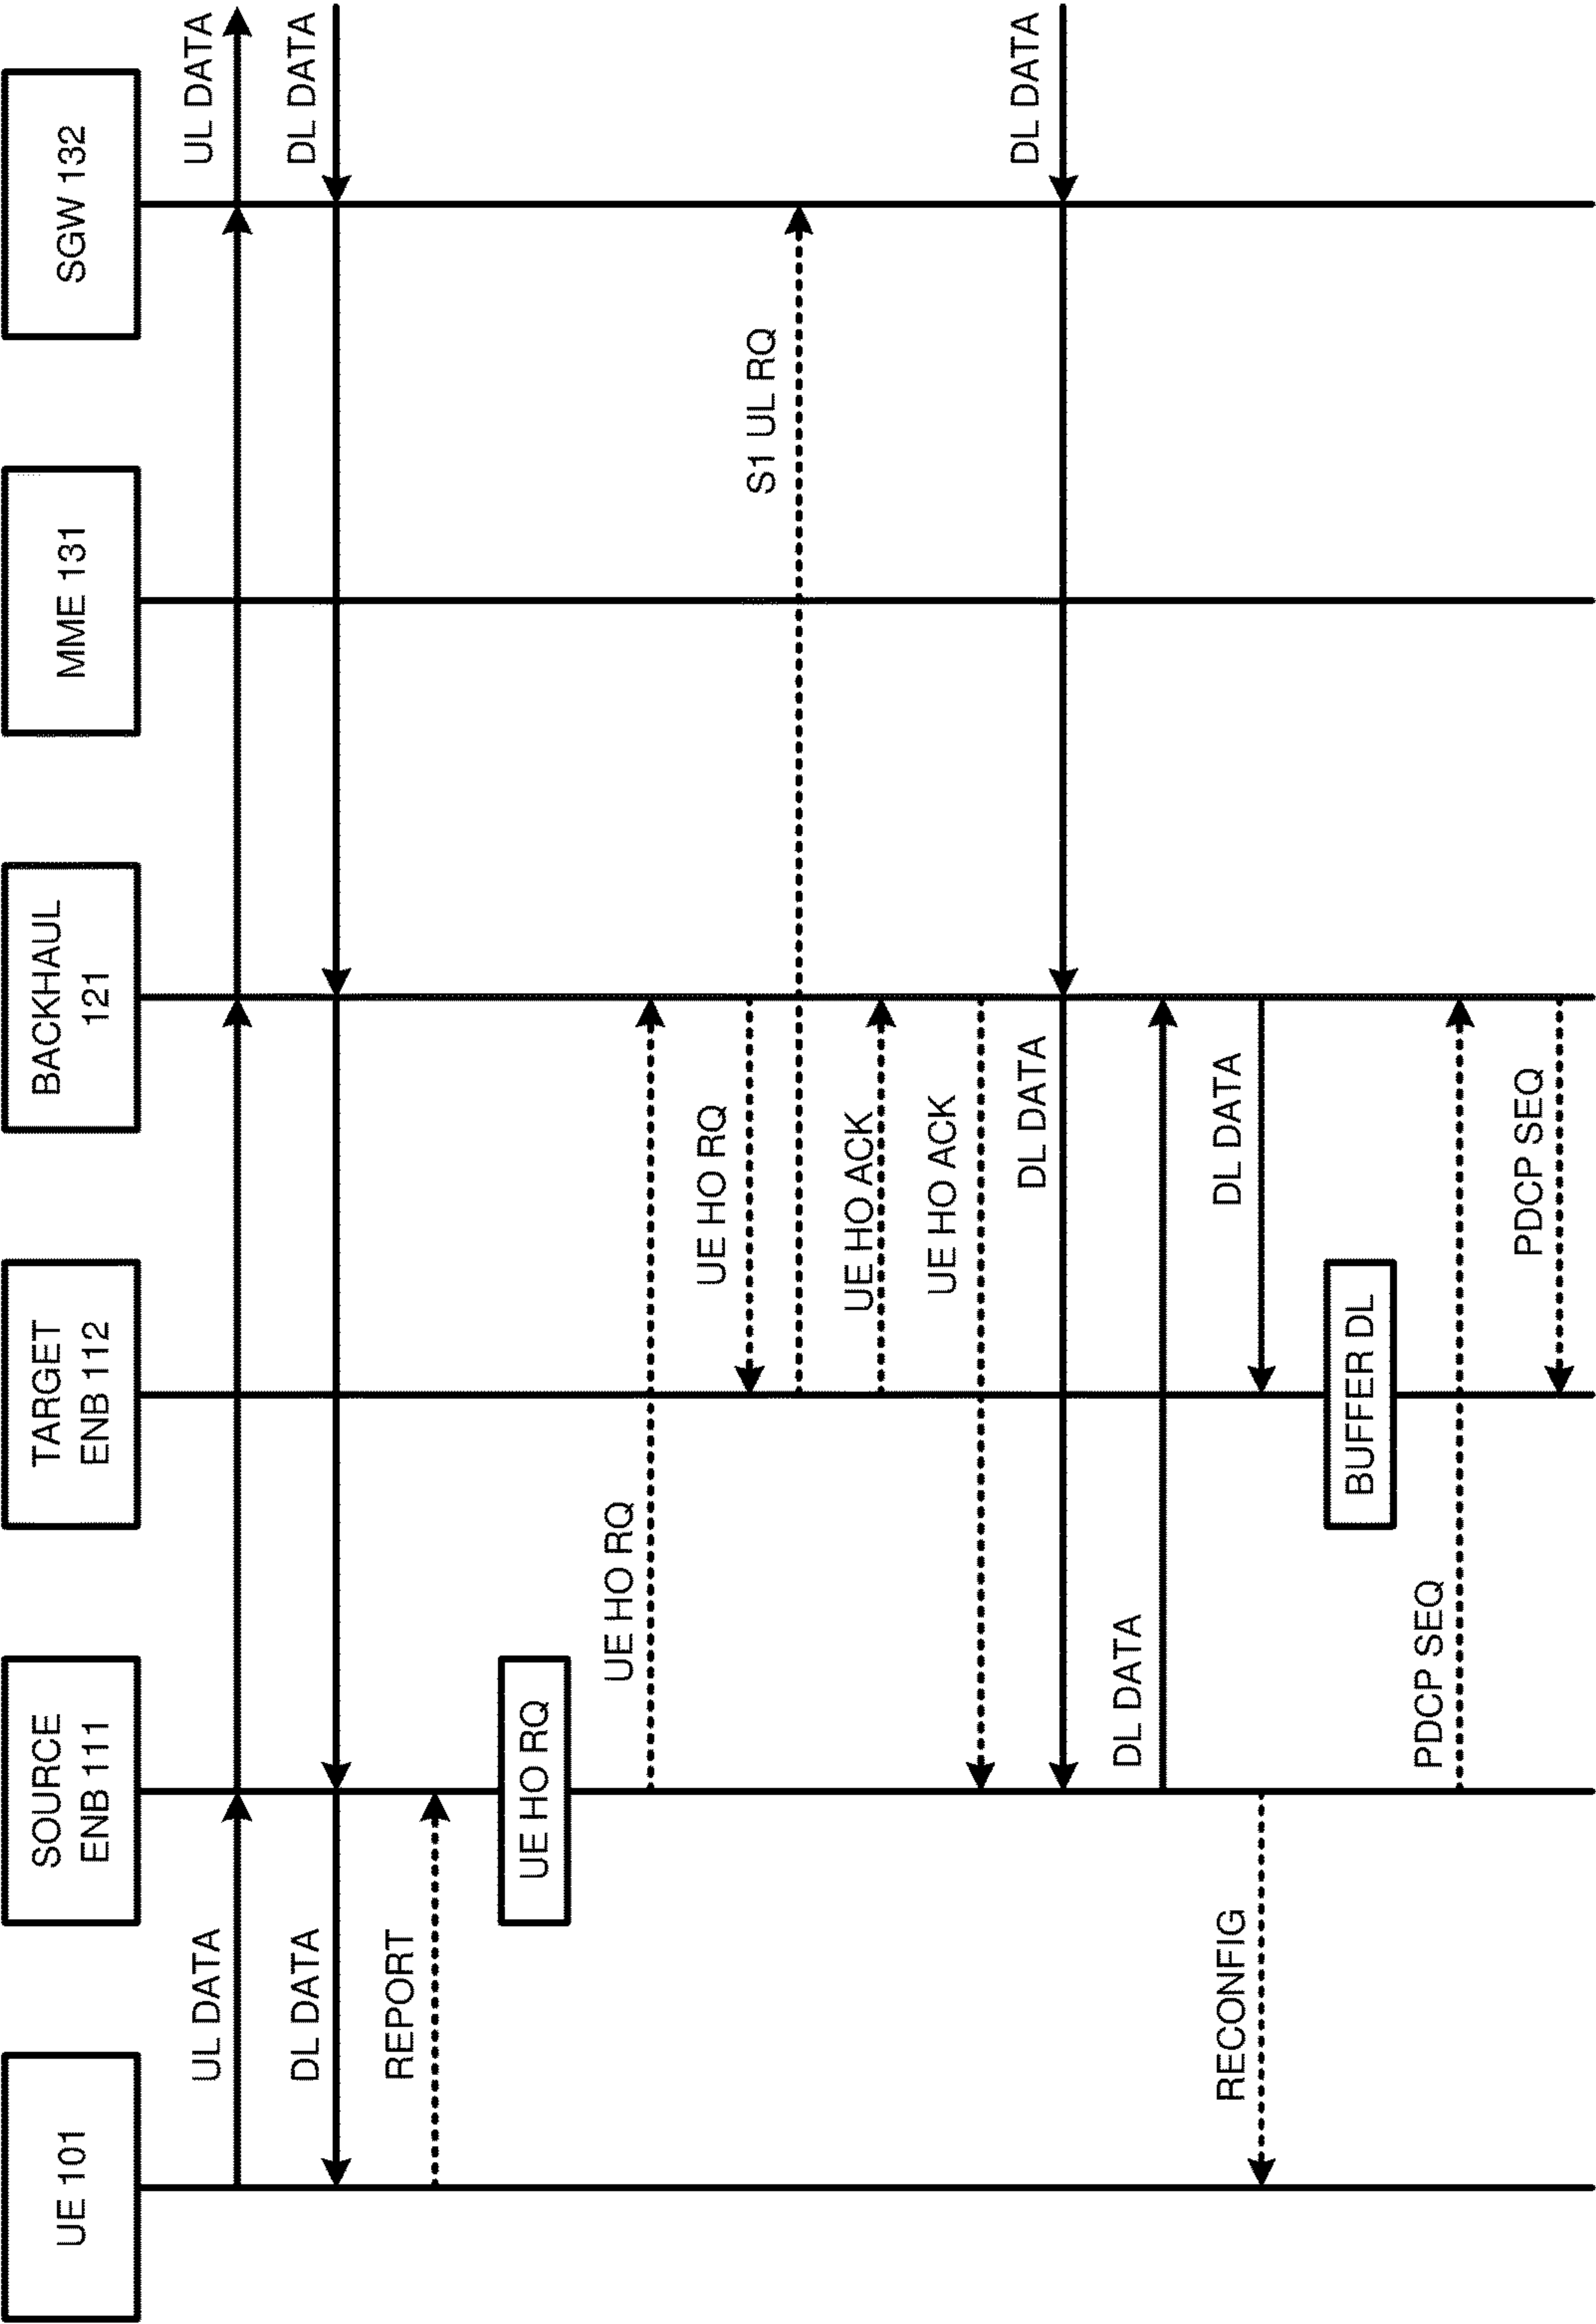 UE 101
SOURCE
ENB 111
TARGET
ENB 112
BACKHAUL
121
MME 131
SGW 132
UL DATA
UL DATA
DL DATA
DL DATA
REPORT
UE HO RQ
UE HO RQ
UE HO RQ
S1 UL RQ
UE HO ACK
UE HO ACK
DL DATA
DL DATA
DL DATA
RECONFIG
DL DATA
BUFFER DL
PDCP SEQ
PDCP SEQ